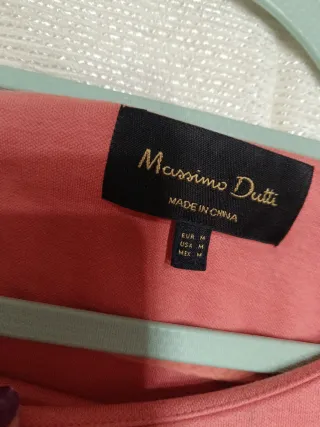 Massimo Dutti
MADE IN CHINA
EUR M
USA M
MEX M